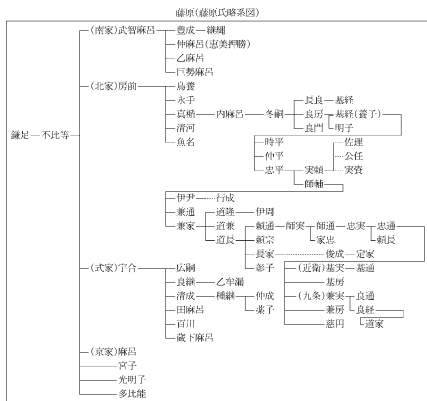 藤原(藤原氏略系図)
(南家)武智麻呂 豊成 継縄
仲麻呂(恵美押勝)
乙麻呂
巨勢麻呂
(北家)房前 鳥養
永手 長良 基経
真楯 内麻呂 冬嗣 良房 基経(養子)
清河 良門 明子
魚名 時平 佐理
鎌足 不比等 仲平 公任
忠平 実頼 実資
師輔
伊尹 行成
兼通 道隆 伊周
兼家 道兼 頼通 師実 師通 忠実 忠通
道長 頼宗 家忠 頼長
長家 俊成 定家
(式家)宇合 広嗣 彰子 (近衛)基実 基通
良継 乙牟漏 基房
清成 種継 仲成 (九条)兼実 良通
田麻呂 薬子 兼房 良経
百川 慈円 道家
蔵下麻呂
(京家)麻呂
宮子
光明子
多比能